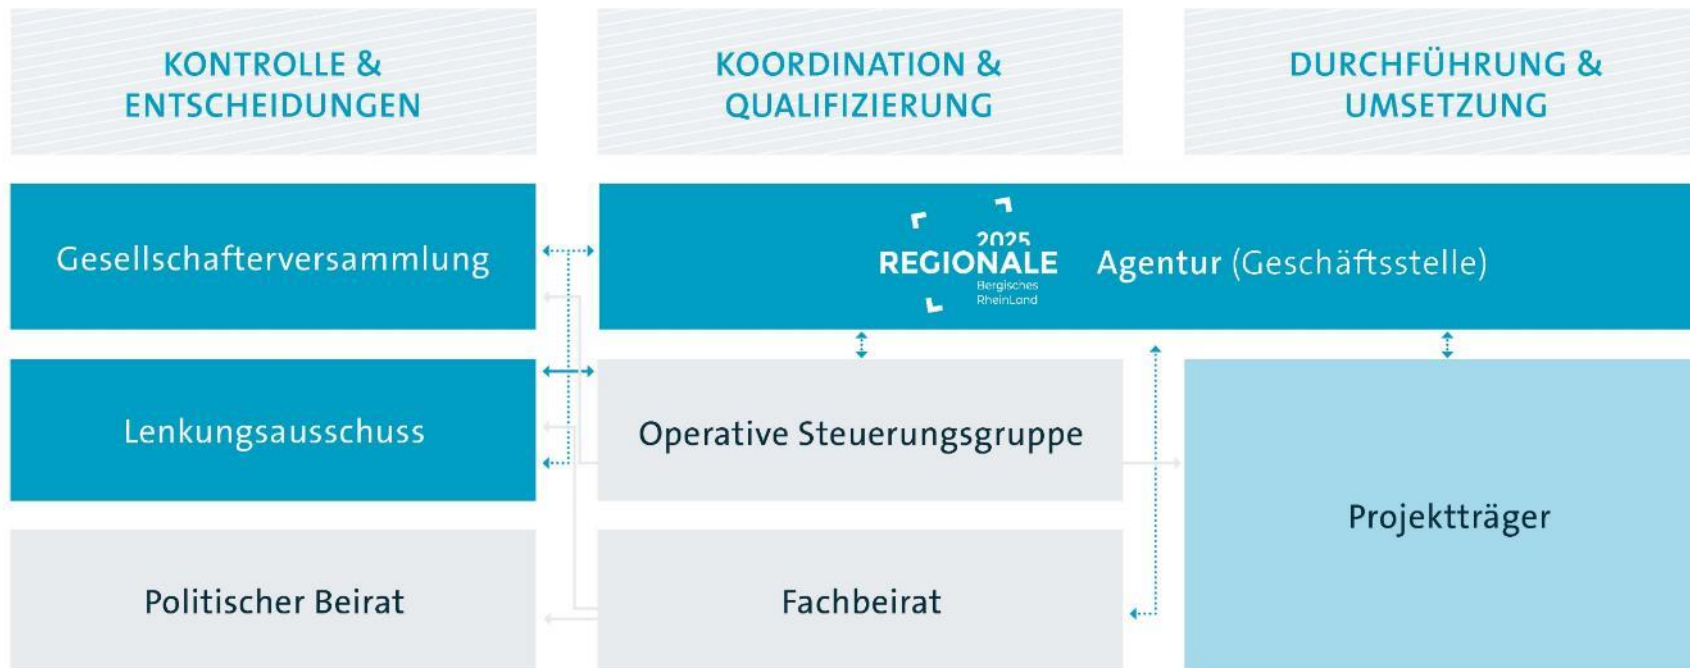 KONTROLLE &
ENTSCHEIDUNGEN
KOORDINATION &
QUALIFIZIERUNG
DURCHFÜHRUNG &
UMSETZUNG
Gesellschafterversammlung
2025
REGIONALE
Bergisches
RheinLand
Agentur (Geschäftsstelle)
Lenkungsausschuss
Operative Steuerungsgruppe
Projektträger
Politischer Beirat
Fachbeirat